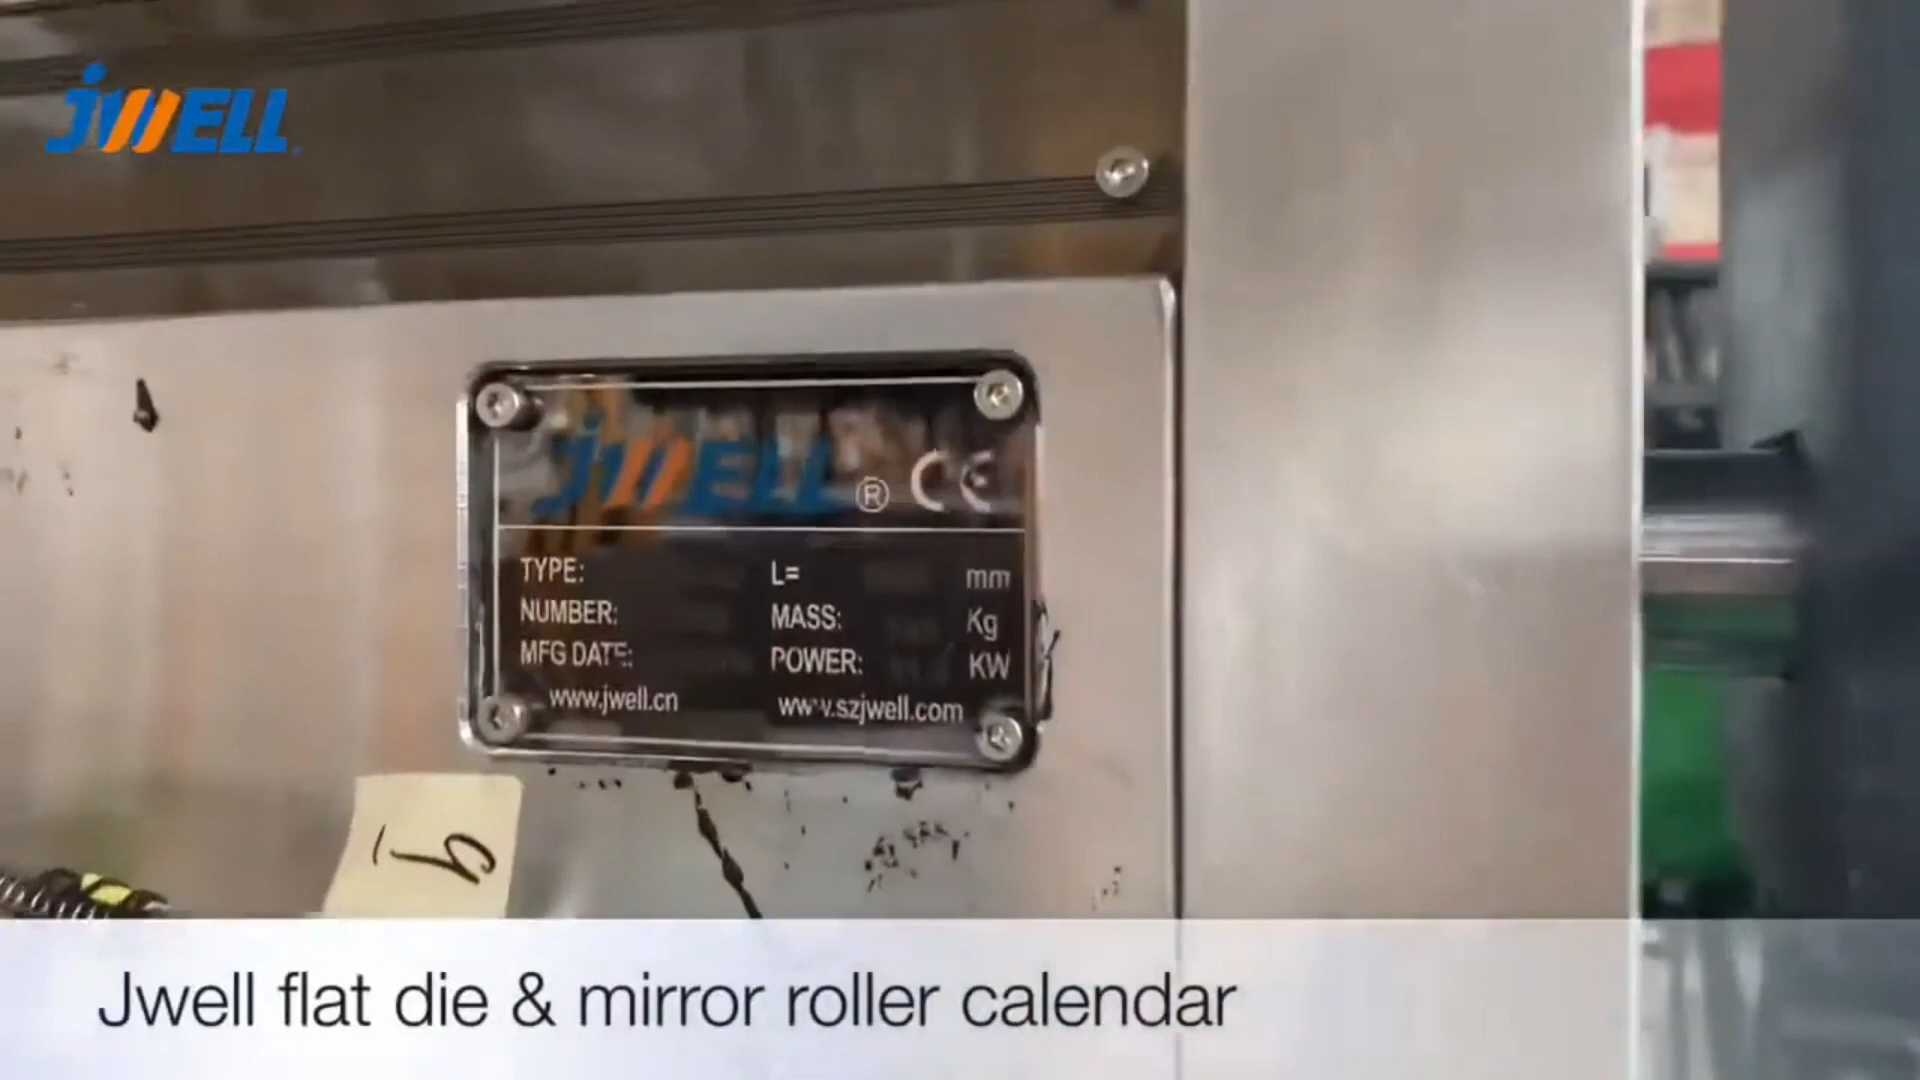 JWELL
JWELL ® CE
TYPE: L= mm
NUMBER: MASS: Kg
MFG DATE: POWER: KW
www.jwell.cn www.szjwell.com
Jwell flat die & mirror roller calendar